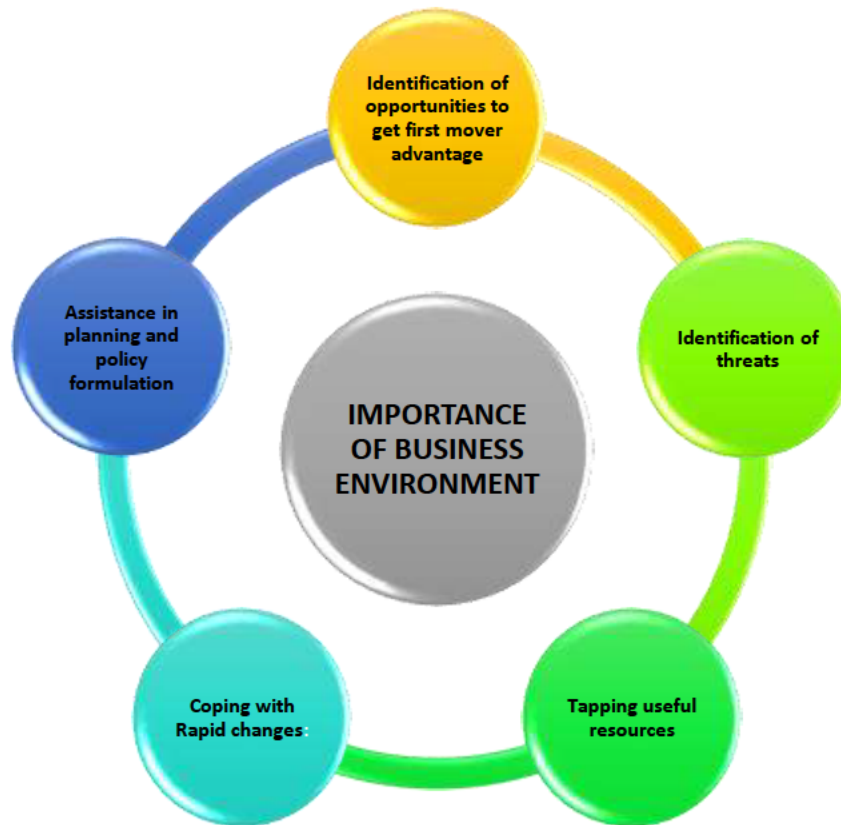 Identification of
opportunities to
get first mover
advantage
Identification of
threats
Tapping useful
resources
Coping with
Rapid changes:
Assistance in
planning and
policy
formulation
IMPORTANCE
OF BUSINESS
ENVIRONMENT